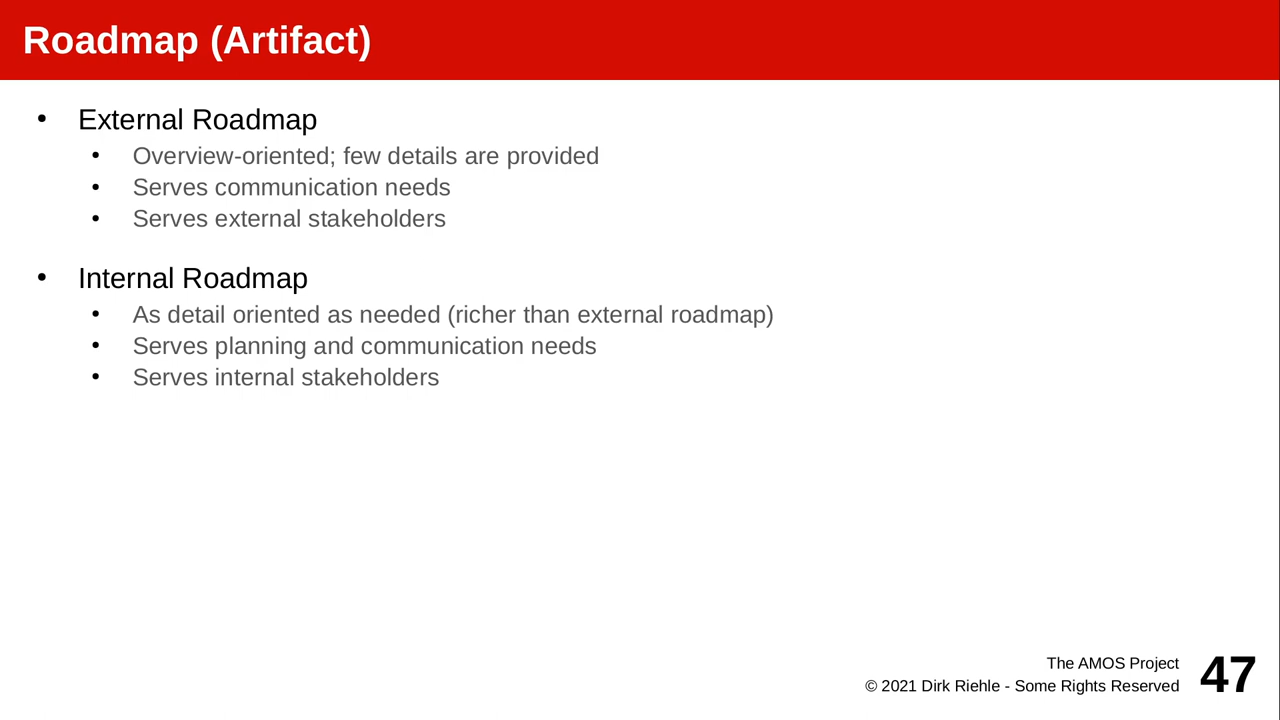 Roadmap (Artifact)
• External Roadmap
• Overview-oriented; few details are provided
• Serves communication needs
• Serves external stakeholders
• Internal Roadmap
• As detail oriented as needed (richer than external roadmap)
• Serves planning and communication needs
• Serves internal stakeholders
The AMOS Project
© 2021 Dirk Riehle - Some Rights Reserved
47